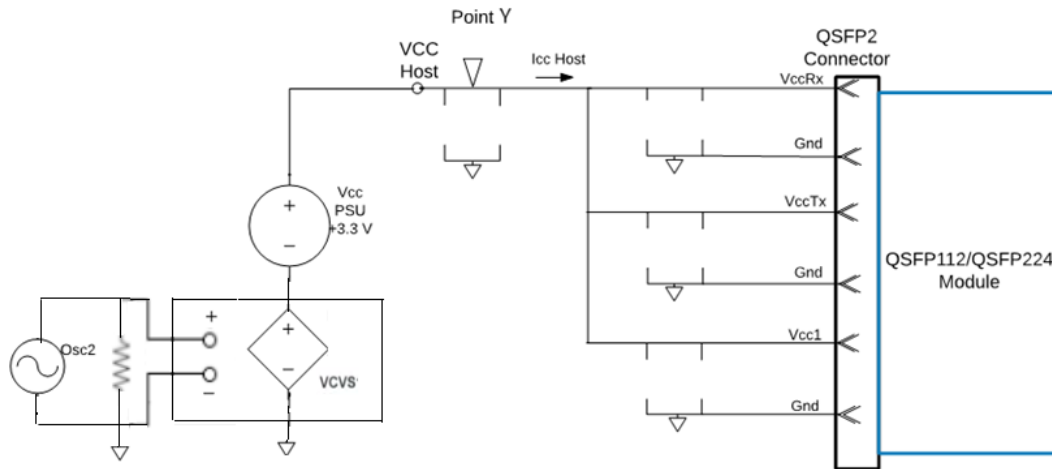 Point Y
QSFP2
Connector
VCC
Host
Icc Host
VccRx
Gnd
Vcc
PSU
+3.3 V
+
−
VccTx
QSFP112/QSFP224
Module
Gnd
Osc2
+
−
+
−
VCVS
Vcc1
Gnd